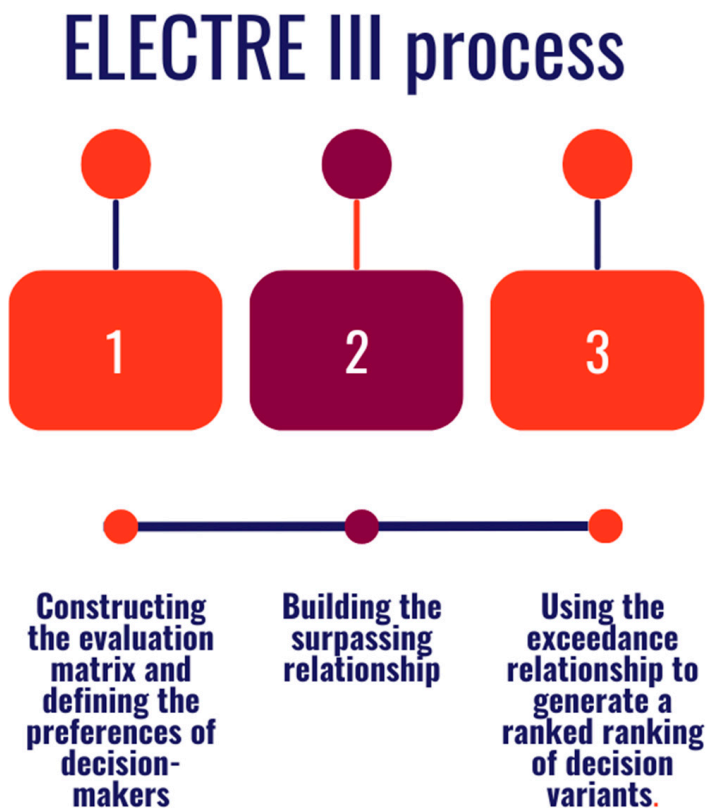 ELECTRE III process
1
2
3
Constructing
the evaluation
matrix and
defining the
preferences of
decision-
makers
Building the
surpassing
relationship
Using the
exceedance
relationship to
generate a
ranked ranking
of decision
variants.